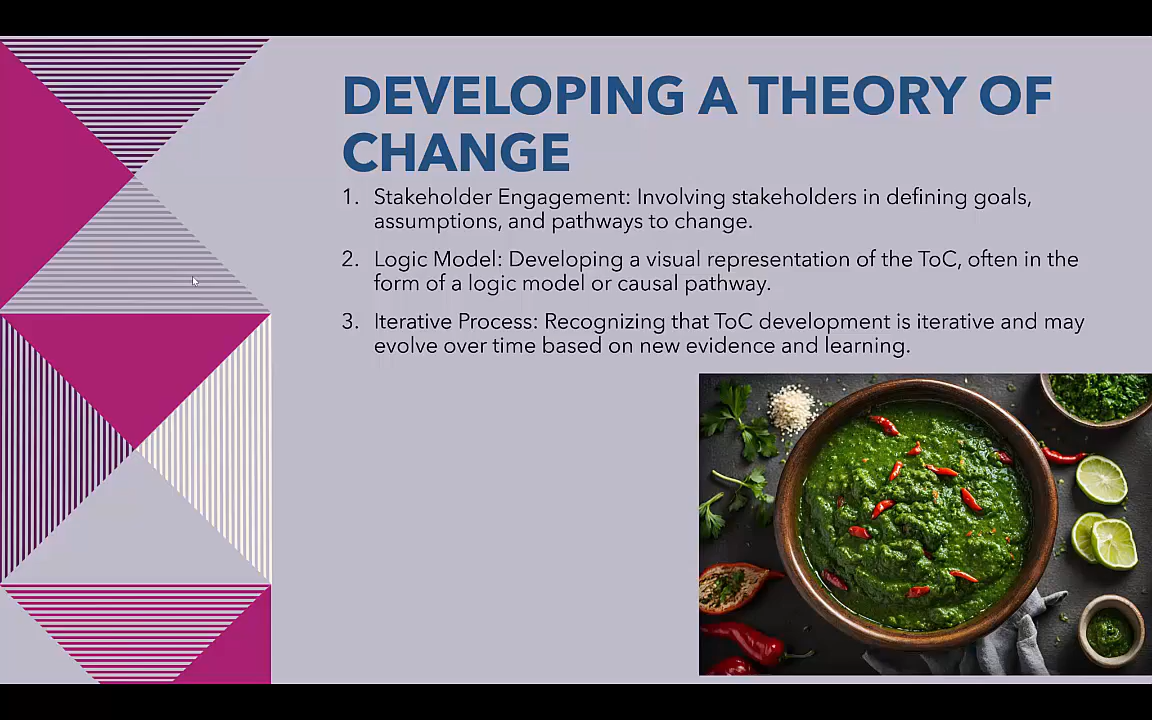 DEVELOPING A THEORY OF
CHANGE
1. Stakeholder Engagement: Involving stakeholders in defining goals,
assumptions, and pathways to change.
2. Logic Model: Developing a visual representation of the ToC, often in the
form of a logic model or causal pathway.
3. Iterative Process: Recognizing that ToC development is iterative and may
evolve over time based on new evidence and learning.